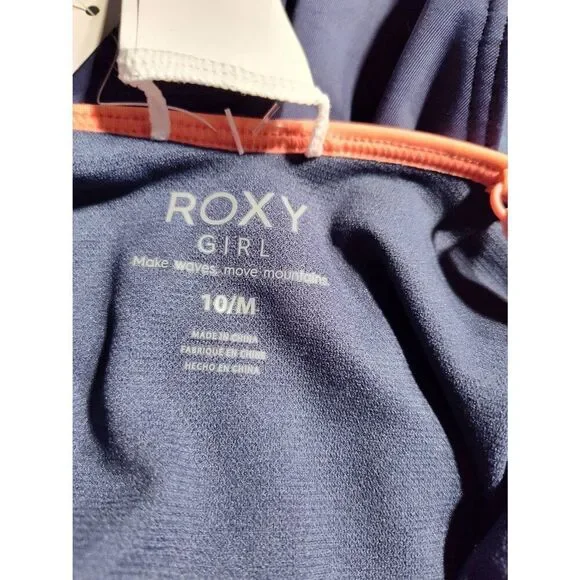 ROXY
GIRL
Make waves, move mountains.
10/M
MADE IN CHINA
FABRIQUÉ EN CHINE
HECHO EN CHINA